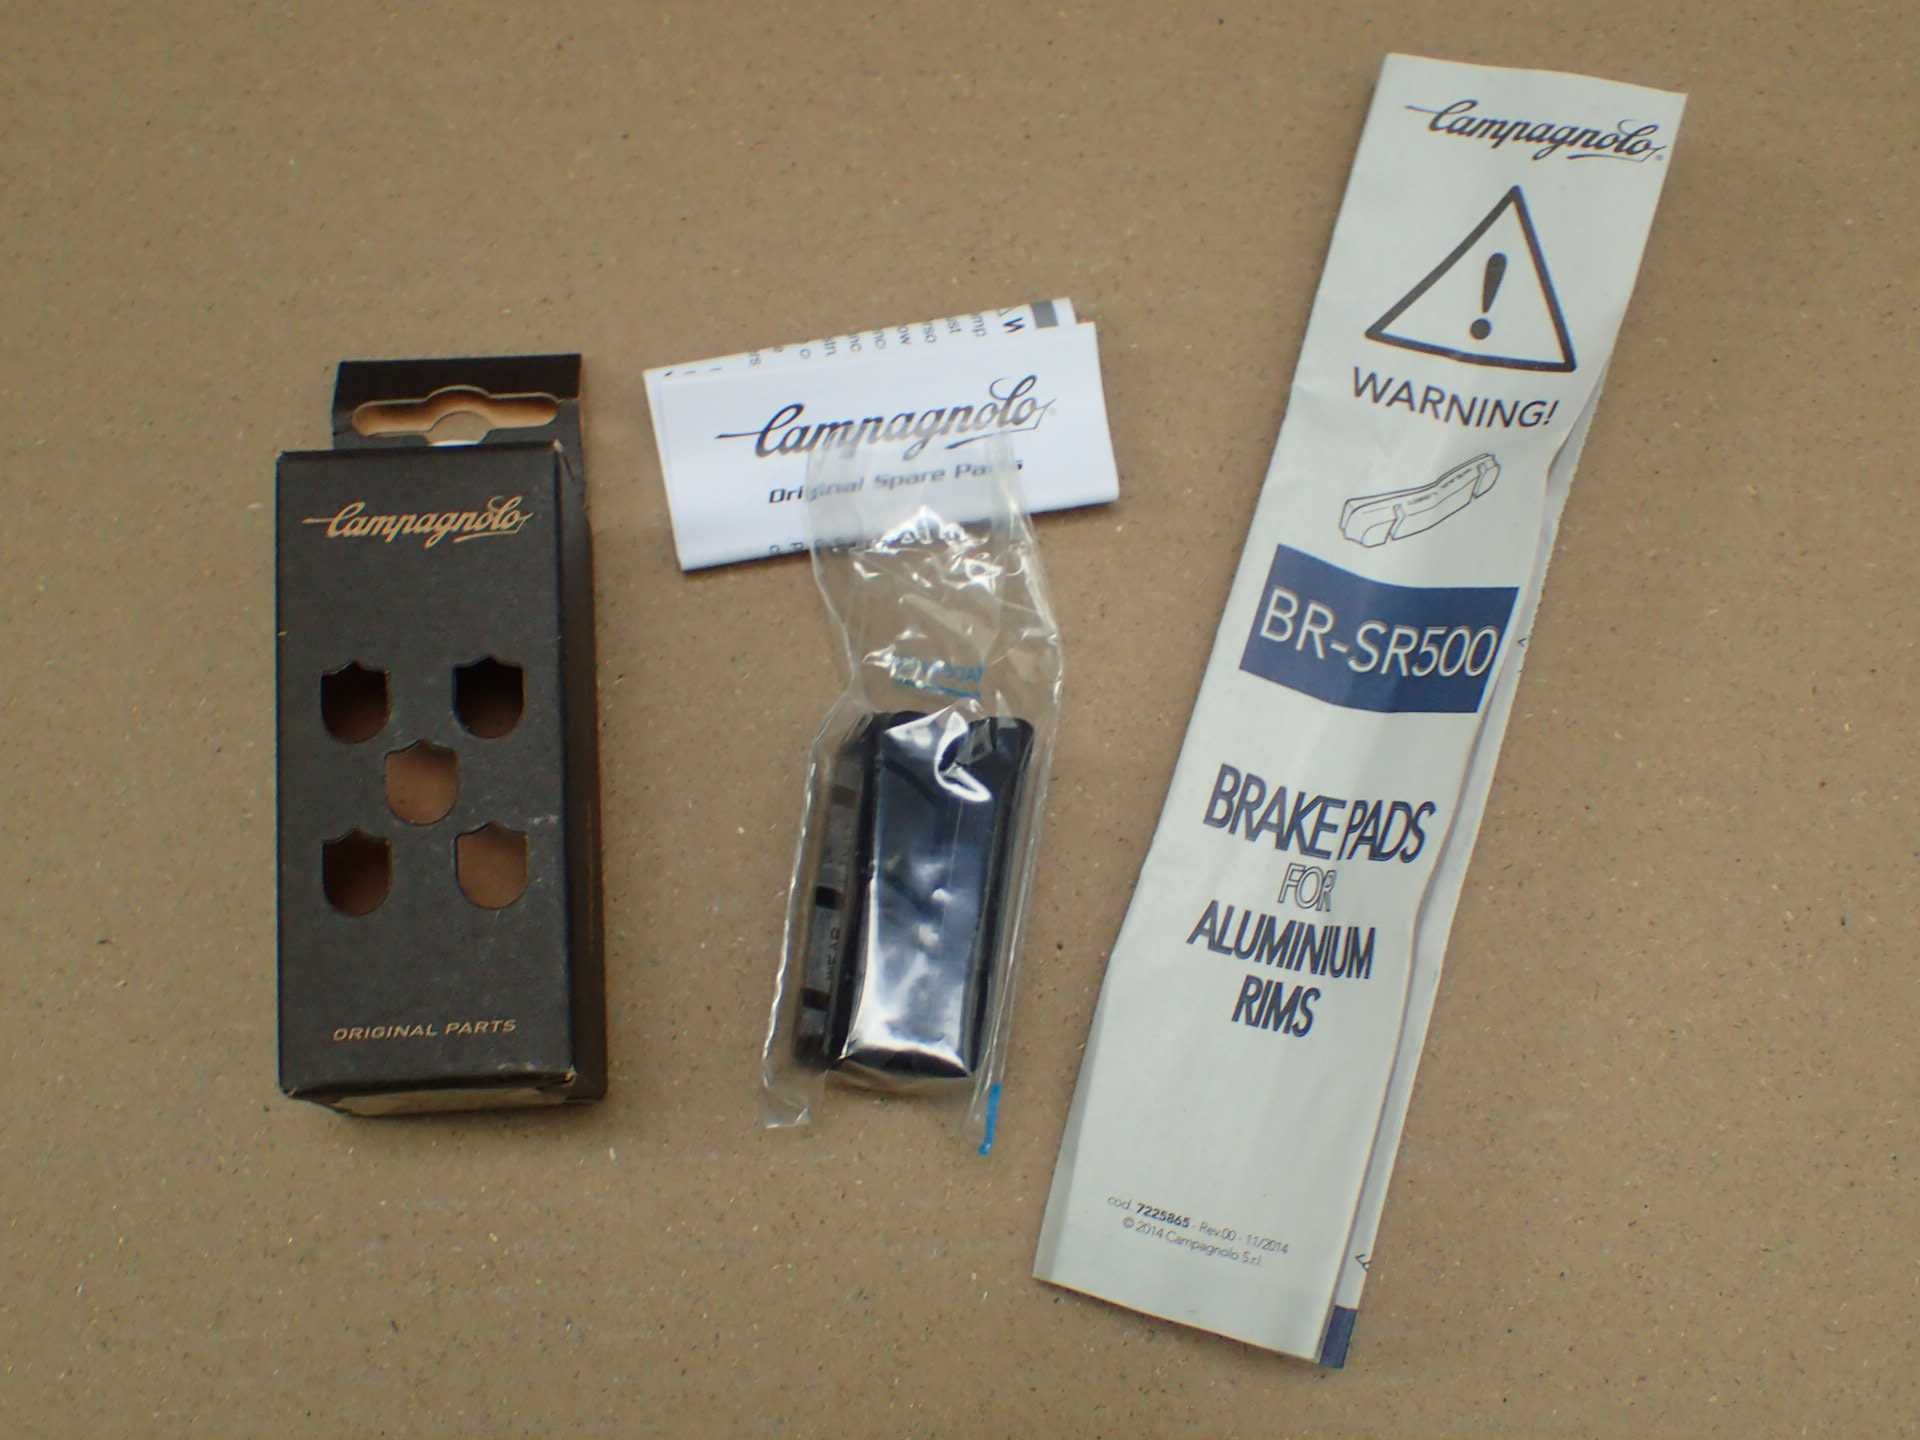 Campagnolo
ORIGINAL PARTS
Campagnolo
Original Spare Parts
WEAR
Campagnolo
WARNING!
BR-SR500
BRAKE PADS
FOR
ALUMINIUM
RIMS
cod. 7225865 - Rev.00 - 11/2014
© 2014 Campagnolo S.r.l.